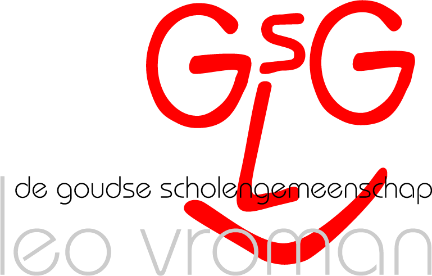 GsG
L
de goudse scholengemeenschap
leo vroman